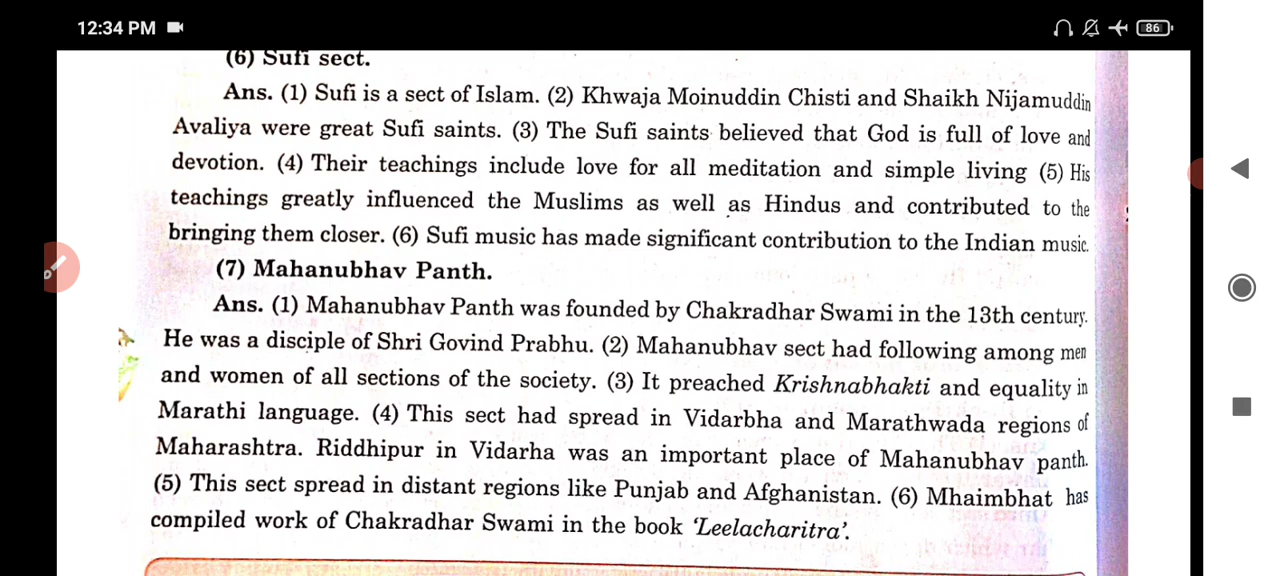 12:34 PM
86
(6) Sufi sect.
Ans. (1) Sufi is a sect of Islam. (2) Khwaja Moinuddin Chisti and Shaikh Nijamuddin
Avaliya were great Sufi saints. (3) The Sufi saints believed that God is full of love and
devotion. (4) Their teachings include love for all meditation and simple living (5) His
teachings greatly influenced the Muslims as well as Hindus and contributed to the
bringing them closer. (6) Sufi music has made significant contribution to the Indian music.
(7) Mahanubhav Panth.
Ans. (1) Mahanubhav Panth was founded by Chakradhar Swami in the 13th century.
He was a disciple of Shri Govind Prabhu. (2) Mahanubhav sect had following among men
and women of all sections of the society. (3) It preached Krishnabhakti and equality in
Marathi language. (4) This sect had spread in Vidarbha and Marathwada regions of
Maharashtra. Riddhipur in Vidarha was an important place of Mahanubhav panth.
(5) This sect spread in distant regions like Punjab and Afghanistan. (6) Mhaimbhat has
compiled work of Chakradhar Swami in the book 'Leelacharitra'.